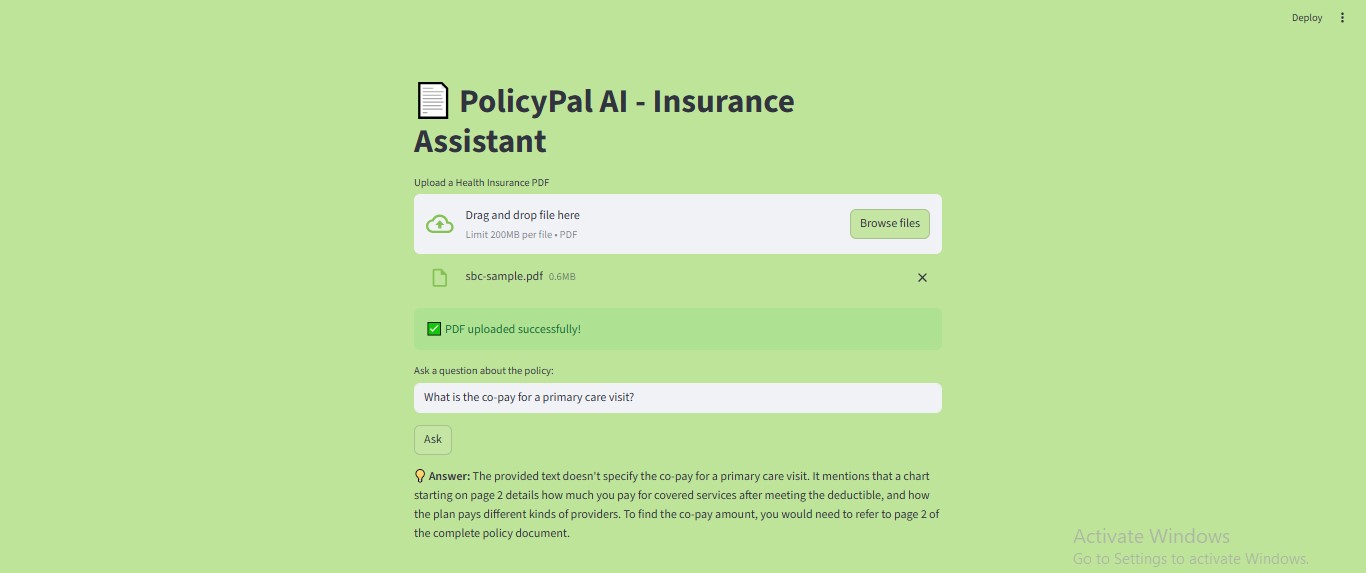 Deploy
PolicyPal AI - Insurance
Assistant
Upload a Health Insurance PDF
Drag and drop file here
Limit 200MB per file • PDF
Browse files
sbc-sample.pdf 0.6MB
PDF uploaded successfully!
Ask a question about the policy:
What is the co-pay for a primary care visit?
Ask
Answer: The provided text doesn't specify the co-pay for a primary care visit. It mentions that a chart
starting on page 2 details how much you pay for covered services after meeting the deductible, and how
the plan pays different kinds of providers. To find the co-pay amount, you would need to refer to page 2 of
the complete policy document.
Activate Windows
Go to Settings to activate Windows.